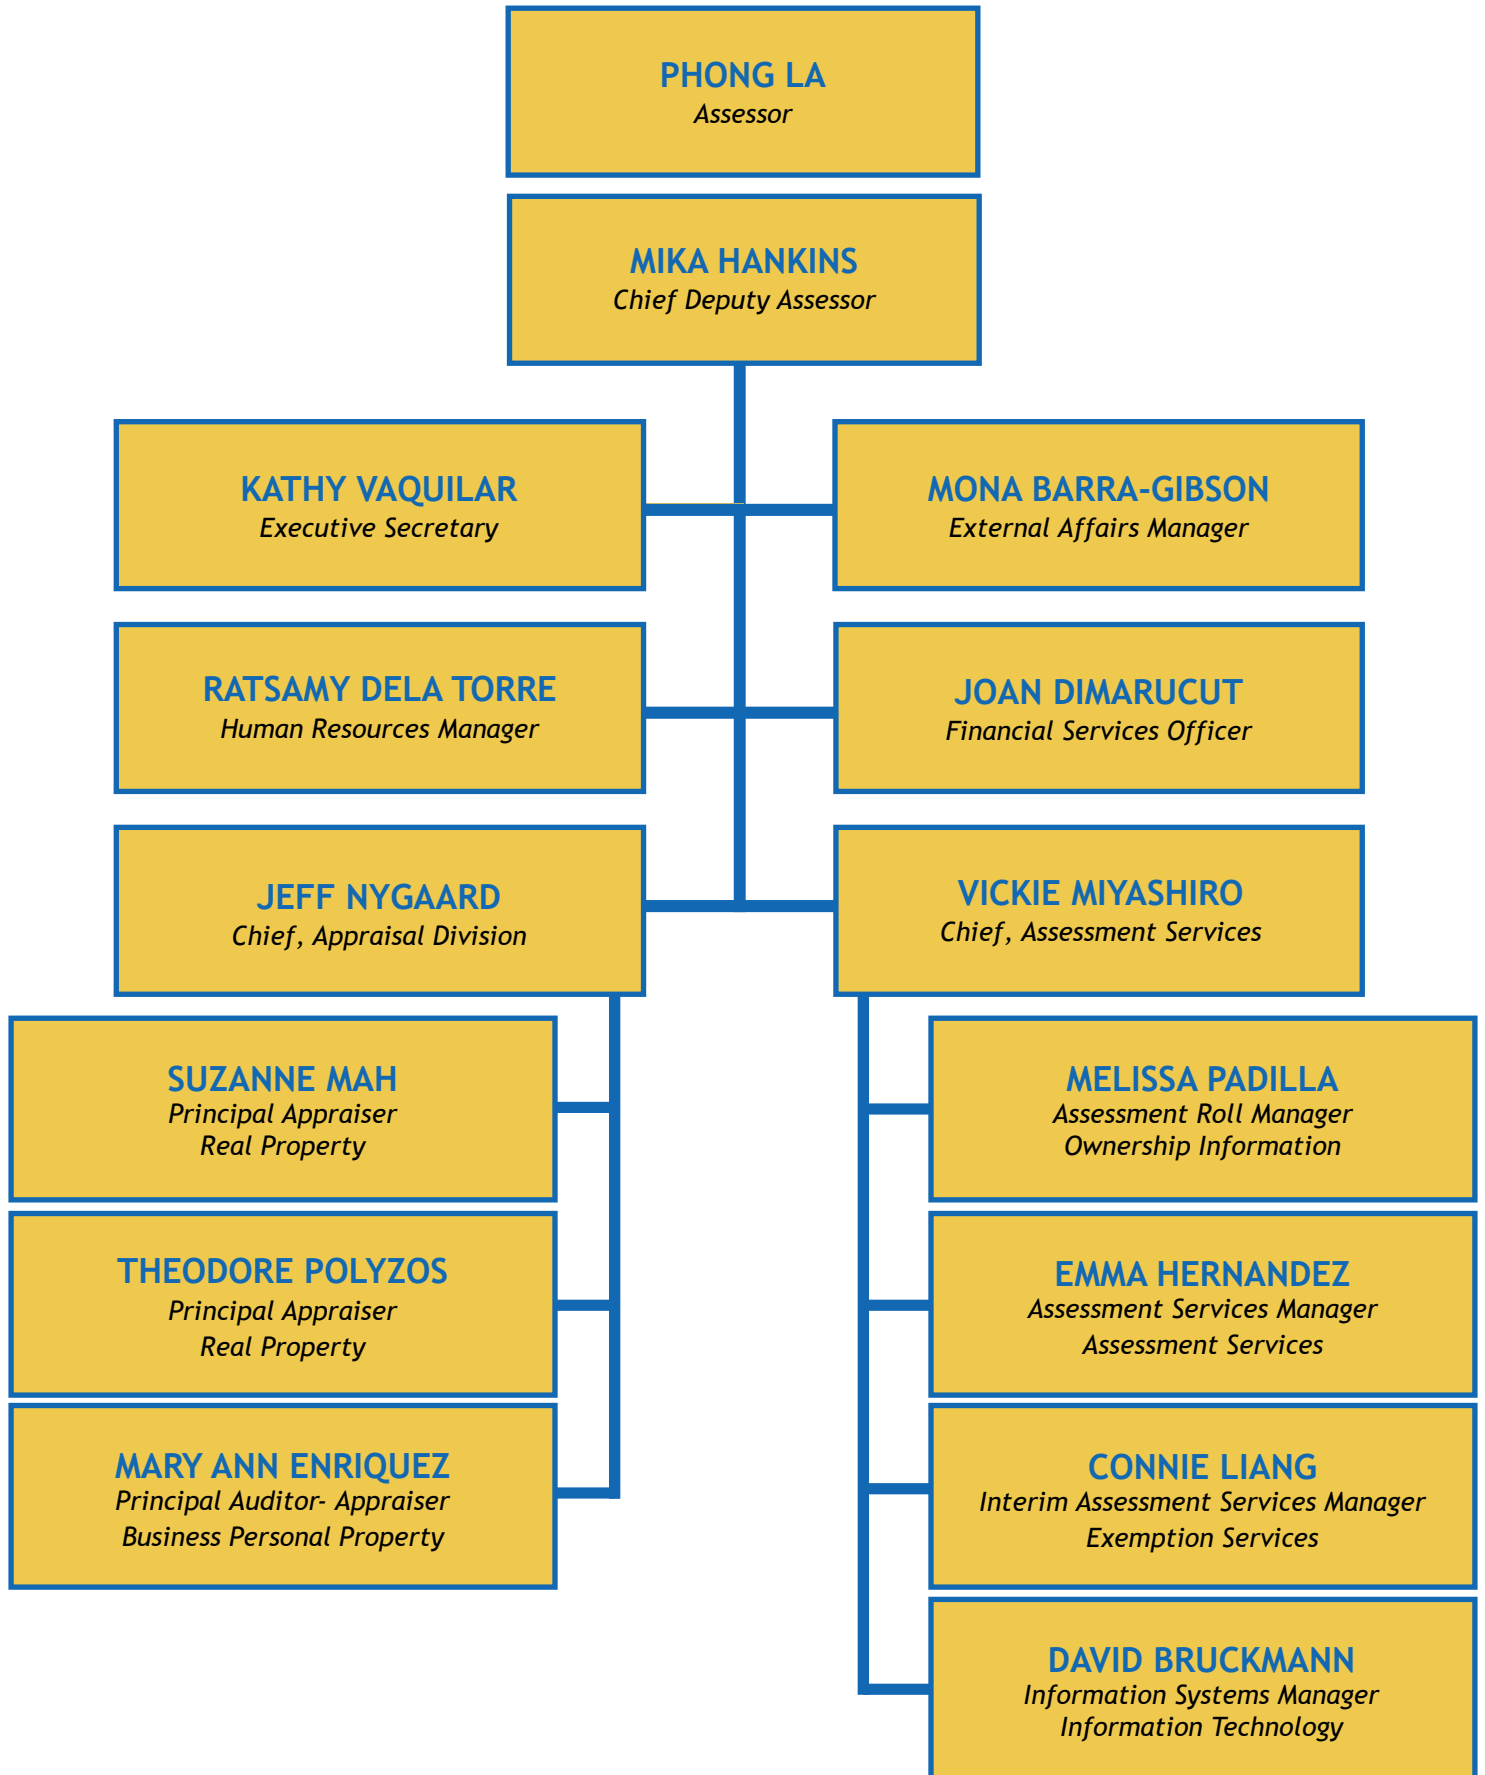 PHONG LA
Assessor
MIKA HANKINS
Chief Deputy Assessor
KATHY VAQUILAR
Executive Secretary
MONA BARRA-GIBSON
External Affairs Manager
RATSAMY DELA TORRE
Human Resources Manager
JOAN DIMARUCUT
Financial Services Officer
JEFF NYGAARD
Chief, Appraisal Division
VICKIE MIYASHIRO
Chief, Assessment Services
SUZANNE MAH
Principal Appraiser
Real Property
MELISSA PADILLA
Assessment Roll Manager
Ownership Information
THEODORE POLYZOS
Principal Appraiser
Real Property
EMMA HERNANDEZ
Assessment Services Manager
Assessment Services
MARY ANN ENRIQUEZ
Principal Auditor- Appraiser
Business Personal Property
CONNIE LIANG
Interim Assessment Services Manager
Exemption Services
DAVID BRUCKMANN
Information Systems Manager
Information Technology